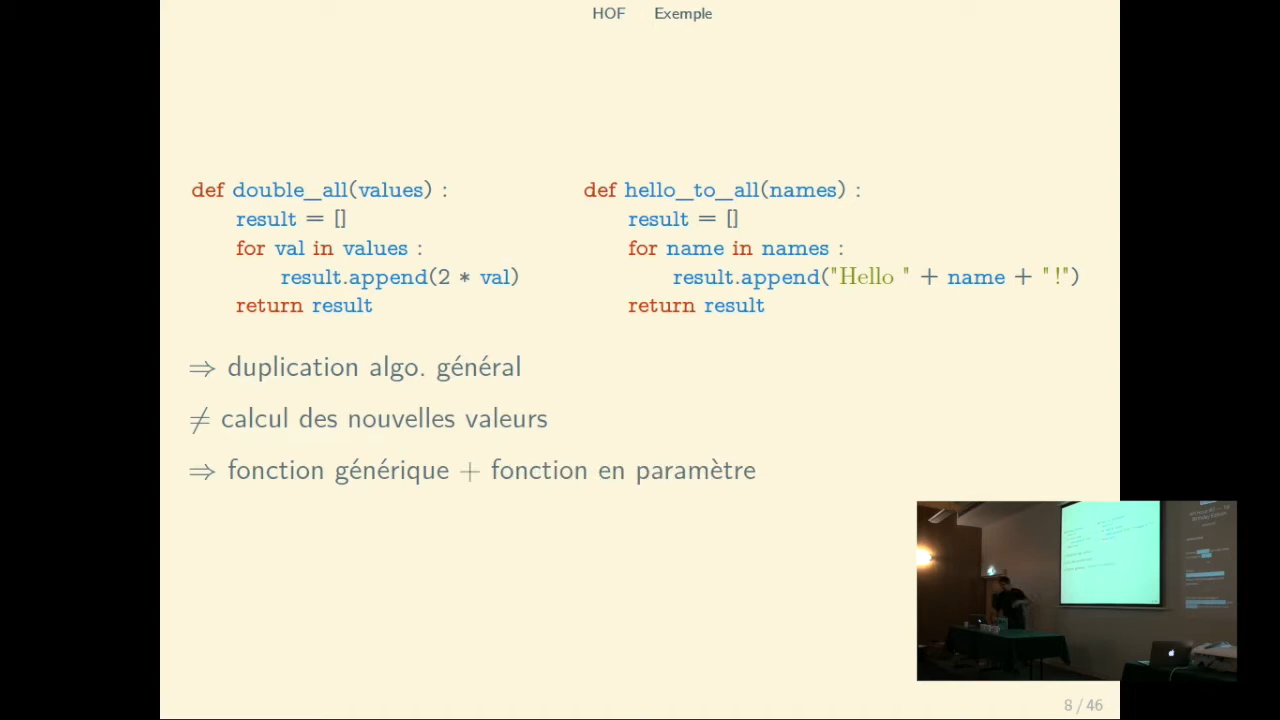 HOF Exemple
def double_all(values) :
result = []
for val in values :
result.append(2 * val)
return result
def hello_to_all(names) :
result = []
for name in names :
result.append("Hello " + name + "!")
return result
⇒ duplication algo. général
≠ calcul des nouvelles valeurs
⇒ fonction générique + fonction en paramètre
8 / 46